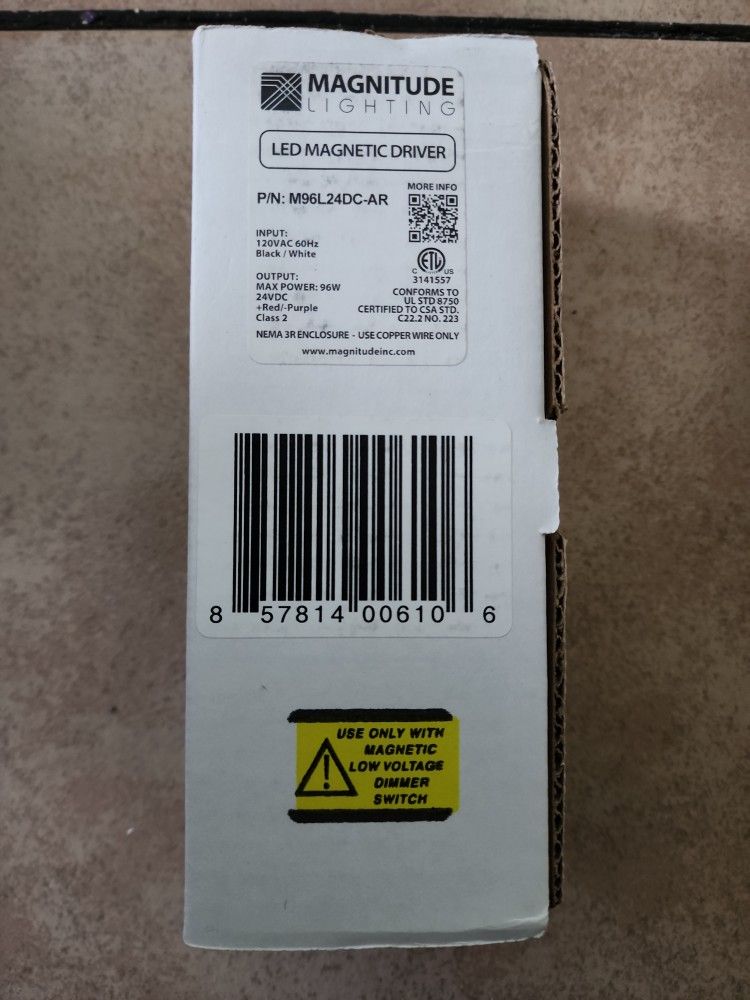 MAGNITUDE
LIGHTING
LED MAGNETIC DRIVER
P/N: M96L24DC-AR
MORE INFO
INPUT:
120VAC 60Hz
Black / White
OUTPUT:
MAX POWER: 96W
24VDC
+Red/-Purple
Class 2
C ETL US
3141557
CONFORMS TO
UL STD 8750
CERTIFIED TO CSA STD.
C22.2 NO. 223
NEMA 3R ENCLOSURE - USE COPPER WIRE ONLY
www.magnitudeinc.com
8 57814 00610 6
USE ONLY WITH
MAGNETIC
LOW VOLTAGE
DIMMER
SWITCH